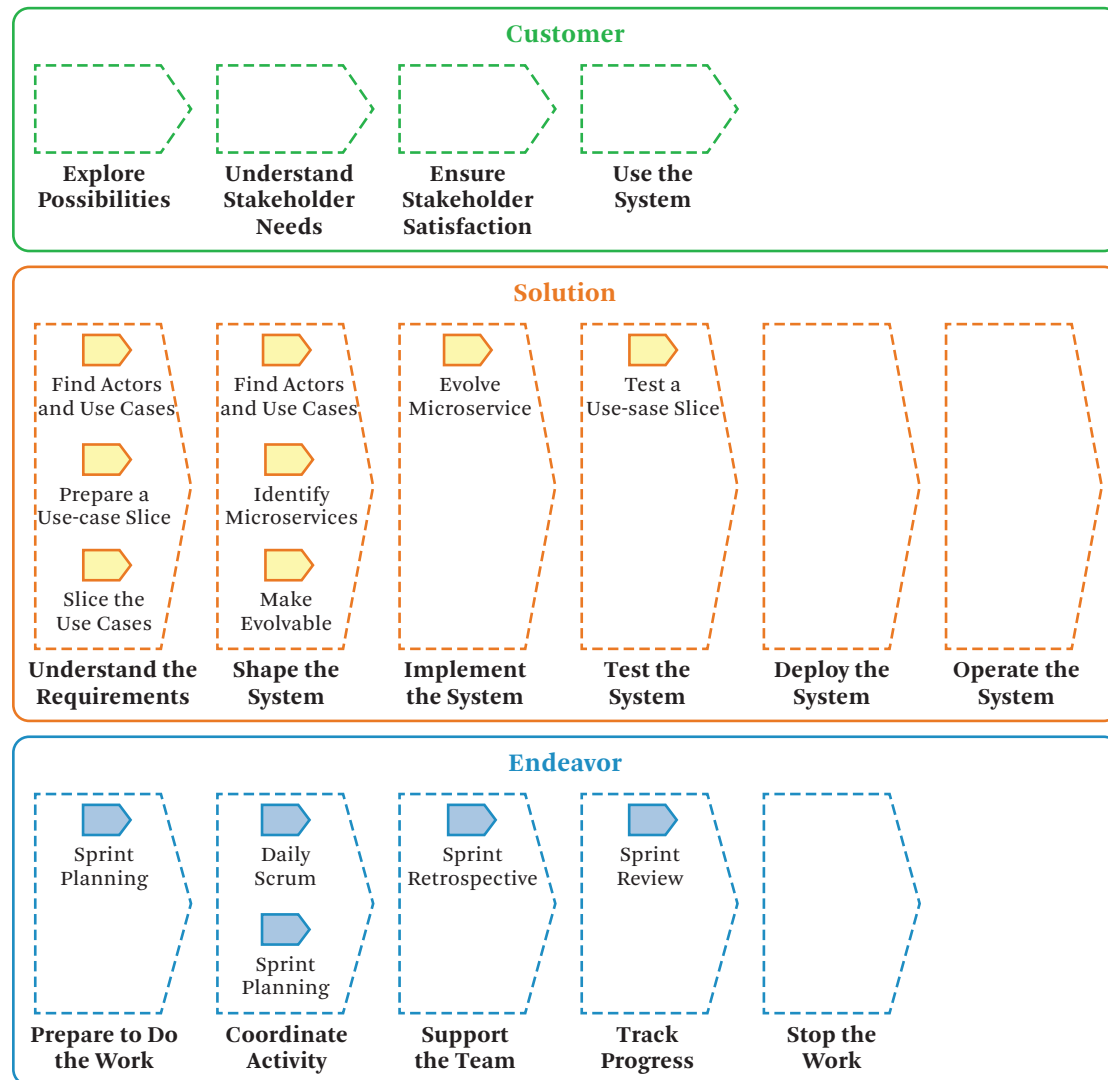 Customer
Explore
Possibilities
Understand
Stakeholder
Needs
Ensure
Stakeholder
Satisfaction
Use the
System
Solution
Find Actors
and Use Cases
Prepare a
Use-case Slice
Slice the
Use Cases
Understand the
Requirements
Find Actors
and Use Cases
Identify
Microservices
Make
Evolvable
Shape the
System
Evolve
Microservice
Implement
the System
Test a
Use-sase Slice
Test the
System
Deploy the
System
Operate the
System
Endeavor
Sprint
Planning
Prepare to Do
the Work
Daily
Scrum
Sprint
Planning
Coordinate
Activity
Sprint
Retrospective
Support
the Team
Sprint
Review
Track
Progress
Stop the
Work